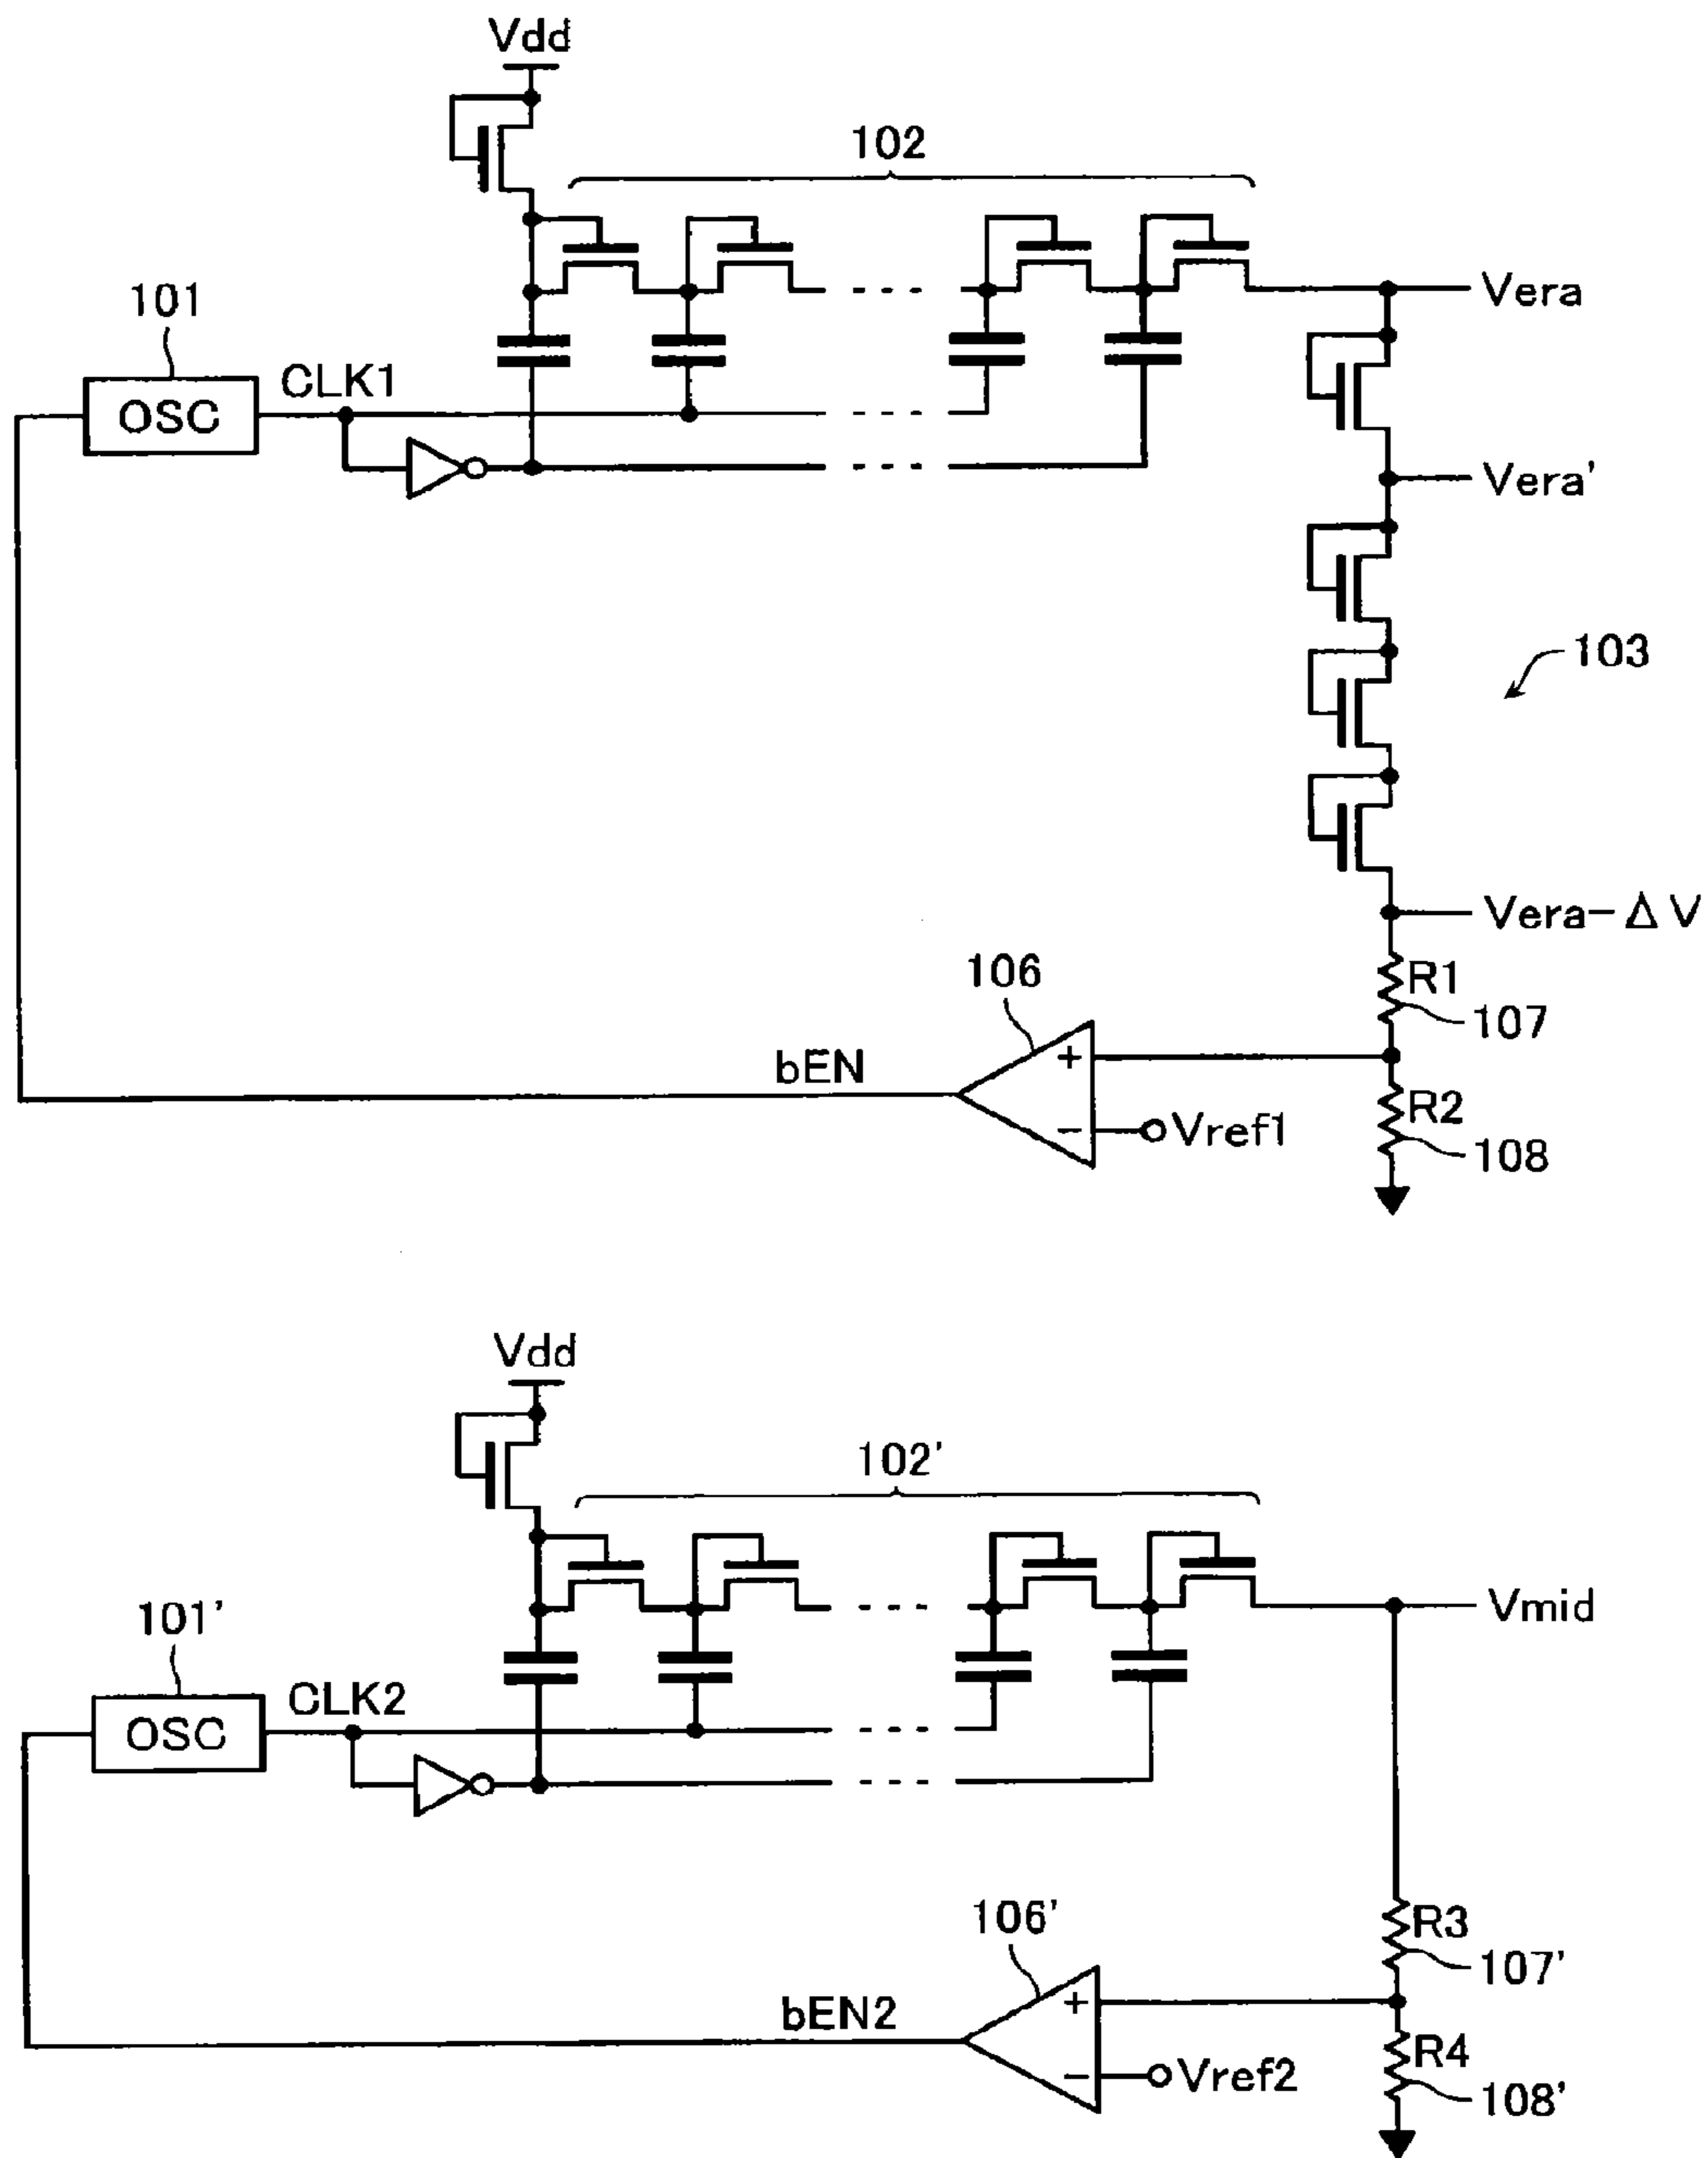 Vdd
102
101
Vera
CLK1
OSC
Vera'
103
Vera-ΔV
106
R1
107
bEN
+
R2
-
Vref1
108
Vdd
102'
101'
Vmid
CLK2
OSC
106'
R3
107'
bEN2
+
R4
-
Vref2
108'